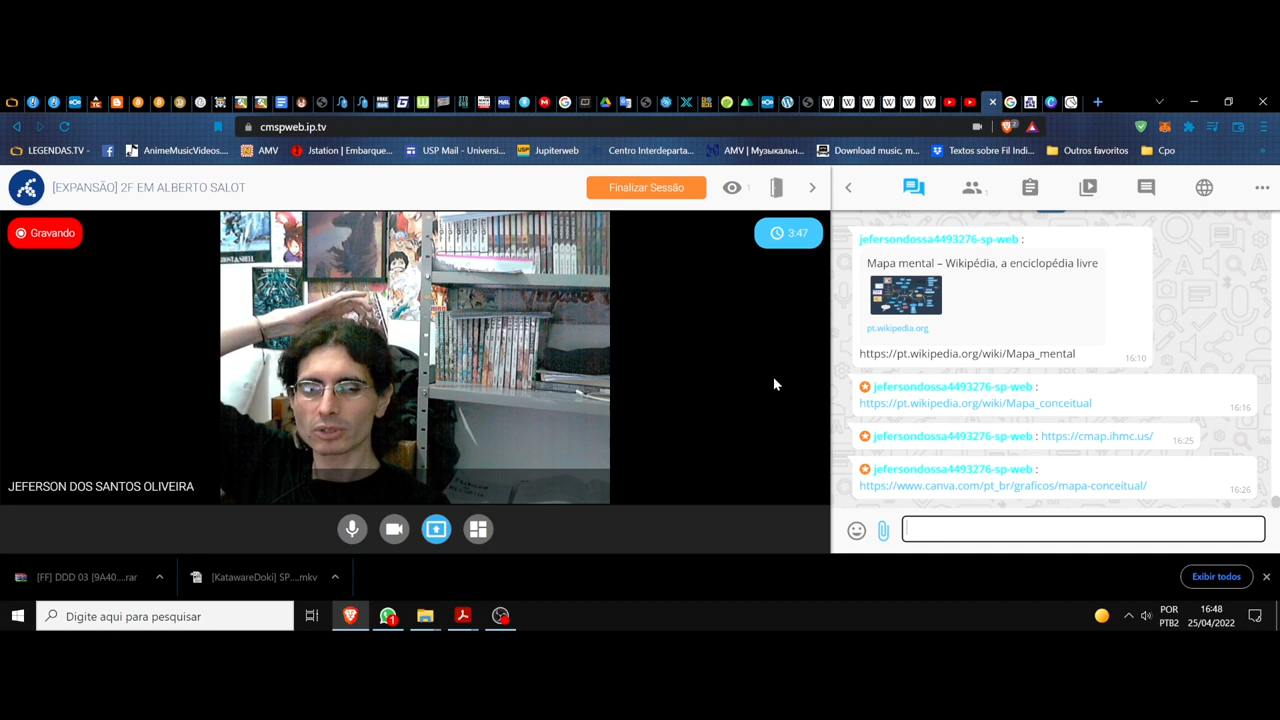 cmspweb.ip.tv
2
LEGENDAS.TV -
AnimeMusicVideos...
AMV
Jstation | Embarque...
USP Mail - Universi...
Jupiterweb
Centro Interdeparta...
AMV | Музыкальн...
Download music, m...
Textos sobre Fil Indi...
Outros favoritos
Cpo
[EXPANSÃO] 2F EM ALBERTO SALOT
Finalizar Sessão
1
1
Gravando
3:47
JEFERSON DOS SANTOS OLIVEIRA
jefersondossa4493276-sp-web :
Mapa mental – Wikipédia, a enciclopédia livre
pt.wikipedia.org
https://pt.wikipedia.org/wiki/Mapa_mental
16:10
jefersondossa4493276-sp-web :
https://pt.wikipedia.org/wiki/Mapa_conceitual
16:16
jefersondossa4493276-sp-web : https://cmap.ihmc.us/
16:25
jefersondossa4493276-sp-web :
https://www.canva.com/pt_br/graficos/mapa-conceitual/
16:26
[FF] DDD 03 [9A40....rar
[KatawareDoki] SP....mkv
Exibir todos
Digite aqui para pesquisar
1
POR
PTB2
16:48
25/04/2022